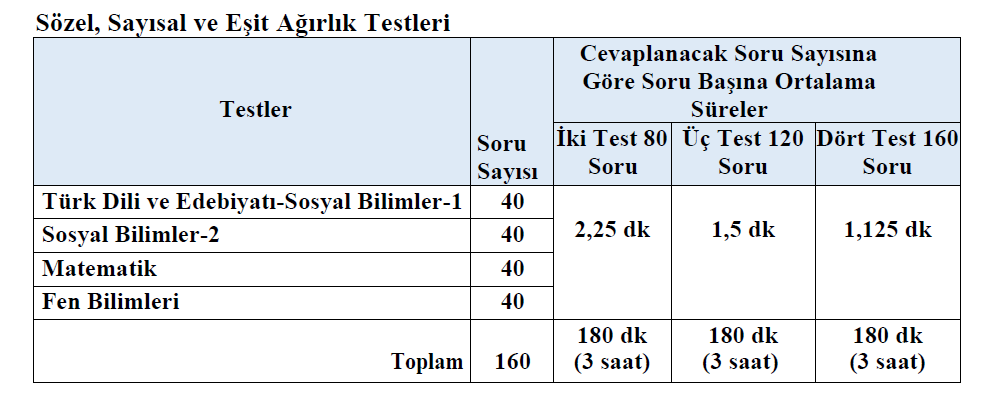 Sözel, Sayısal ve Eşit Ağırlık Testleri
Testler
Soru
Sayısı
Cevaplanacak Soru Sayısına
Göre Soru Başına Ortalama
Süreler
İki Test 80
Soru
Üç Test 120
Soru
Dört Test 160
Soru
Türk Dili ve Edebiyatı-Sosyal Bilimler-1 40
Sosyal Bilimler-2 40 2,25 dk 1,5 dk 1,125 dk
Matematik 40
Fen Bilimleri 40
Toplam 160
180 dk
(3 saat)
180 dk
(3 saat)
180 dk
(3 saat)